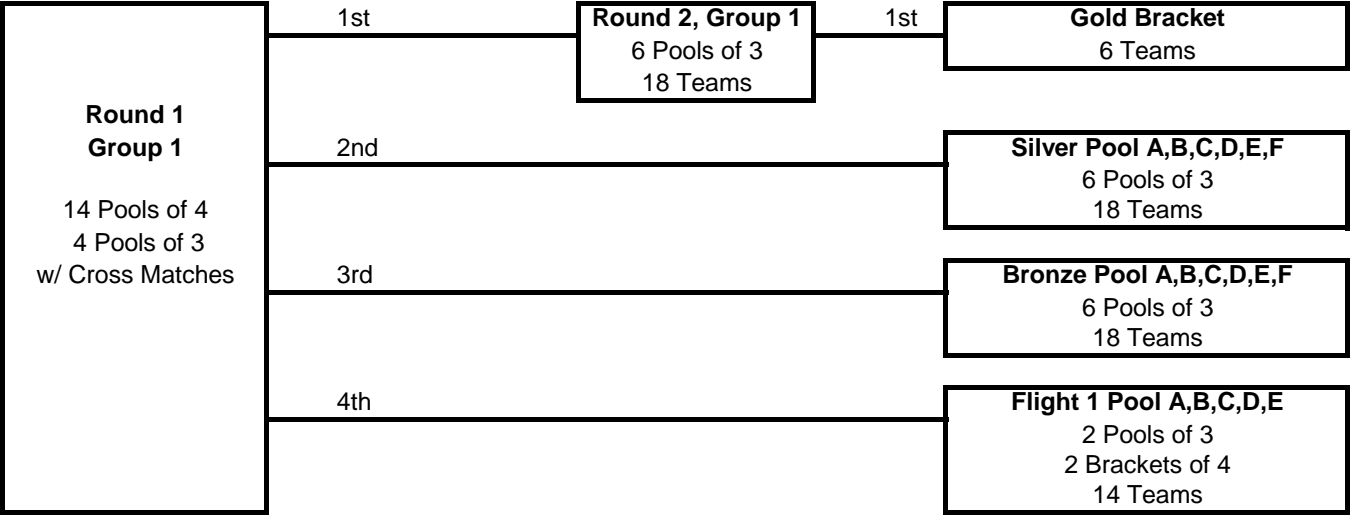 Round 1
Group 1
14 Pools of 4
4 Pools of 3
w/ Cross Matches
1st
Round 2, Group 1
6 Pools of 3
18 Teams
1st
Gold Bracket
6 Teams
2nd
Silver Pool A,B,C,D,E,F
6 Pools of 3
18 Teams
3rd
Bronze Pool A,B,C,D,E,F
6 Pools of 3
18 Teams
4th
Flight 1 Pool A,B,C,D,E
2 Pools of 3
2 Brackets of 4
14 Teams